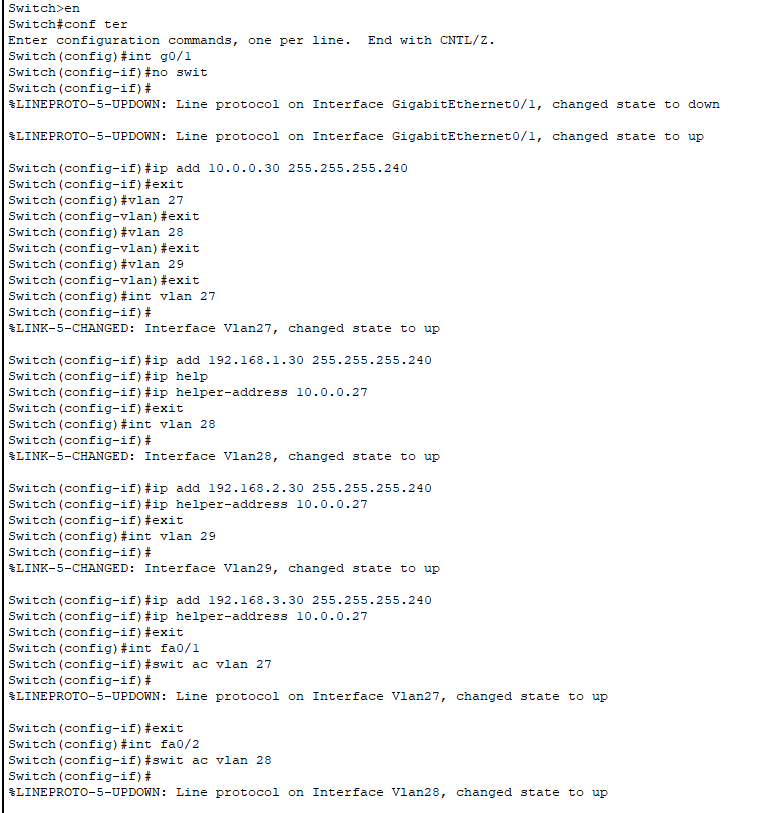 Switch>en
Switch#conf ter
Enter configuration commands, one per line.  End with CNTL/Z.
Switch(config)#int g0/1
Switch(config-if)#no swit
Switch(config-if)#
%LINEPROTO-5-UPDOWN: Line protocol on Interface GigabitEthernet0/1, changed state to down
%LINEPROTO-5-UPDOWN: Line protocol on Interface GigabitEthernet0/1, changed state to up
Switch(config-if)#ip add 10.0.0.30 255.255.255.240
Switch(config-if)#exit
Switch(config)#vlan 27
Switch(config-vlan)#exit
Switch(config)#vlan 28
Switch(config-vlan)#exit
Switch(config)#vlan 29
Switch(config-vlan)#exit
Switch(config)#int vlan 27
Switch(config-if)#
%LINK-5-CHANGED: Interface Vlan27, changed state to up
Switch(config-if)#ip add 192.168.1.30 255.255.255.240
Switch(config-if)#ip help
Switch(config-if)#ip helper-address 10.0.0.27
Switch(config-if)#exit
Switch(config)#int vlan 28
Switch(config-if)#
%LINK-5-CHANGED: Interface Vlan28, changed state to up
Switch(config-if)#ip add 192.168.2.30 255.255.255.240
Switch(config-if)#ip helper-address 10.0.0.27
Switch(config-if)#exit
Switch(config)#int vlan 29
Switch(config-if)#
%LINK-5-CHANGED: Interface Vlan29, changed state to up
Switch(config-if)#ip add 192.168.3.30 255.255.255.240
Switch(config-if)#ip helper-address 10.0.0.27
Switch(config-if)#exit
Switch(config)#int fa0/1
Switch(config-if)#swit ac vlan 27
Switch(config-if)#
%LINEPROTO-5-UPDOWN: Line protocol on Interface Vlan27, changed state to up
Switch(config-if)#exit
Switch(config)#int fa0/2
Switch(config-if)#swit ac vlan 28
Switch(config-if)#
%LINEPROTO-5-UPDOWN: Line protocol on Interface Vlan28, changed state to up